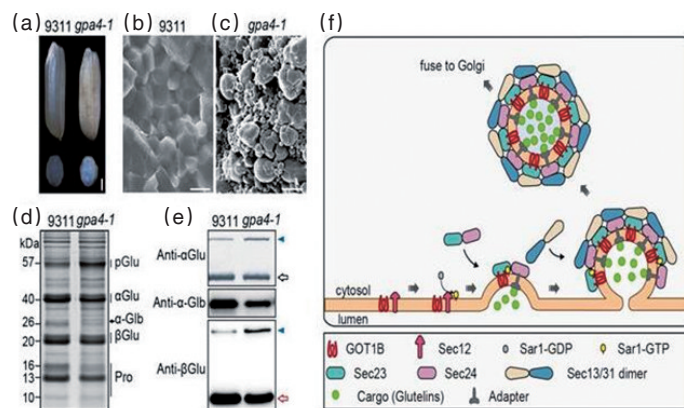 (a)
9311 gpa4-1
(b)
9311
(c)
gpa4-1
(d)
9311 gpa4-1
kDa
57
40
26
20
16
13
10
pGlu
αGlu
α-Glb
βGlu
Pro
(e)
9311 gpa4-1
Anti-αGlu
Anti-α-Glb
Anti-βGlu
(f)
fuse to Golgi
cytosol
lumen
GOT1B
Sec12
Sar1-GDP
Sar1-GTP
Sec23
Sec24
Sec13/31 dimer
Cargo (Glutelins)
Adapter